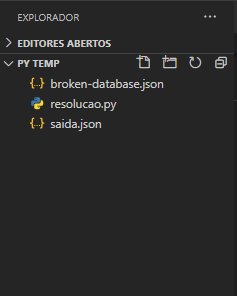 EXPLORADOR
EDITORES ABERTOS
PY TEMP
{..} broken-database.json
resolucao.py
{..} saida.json